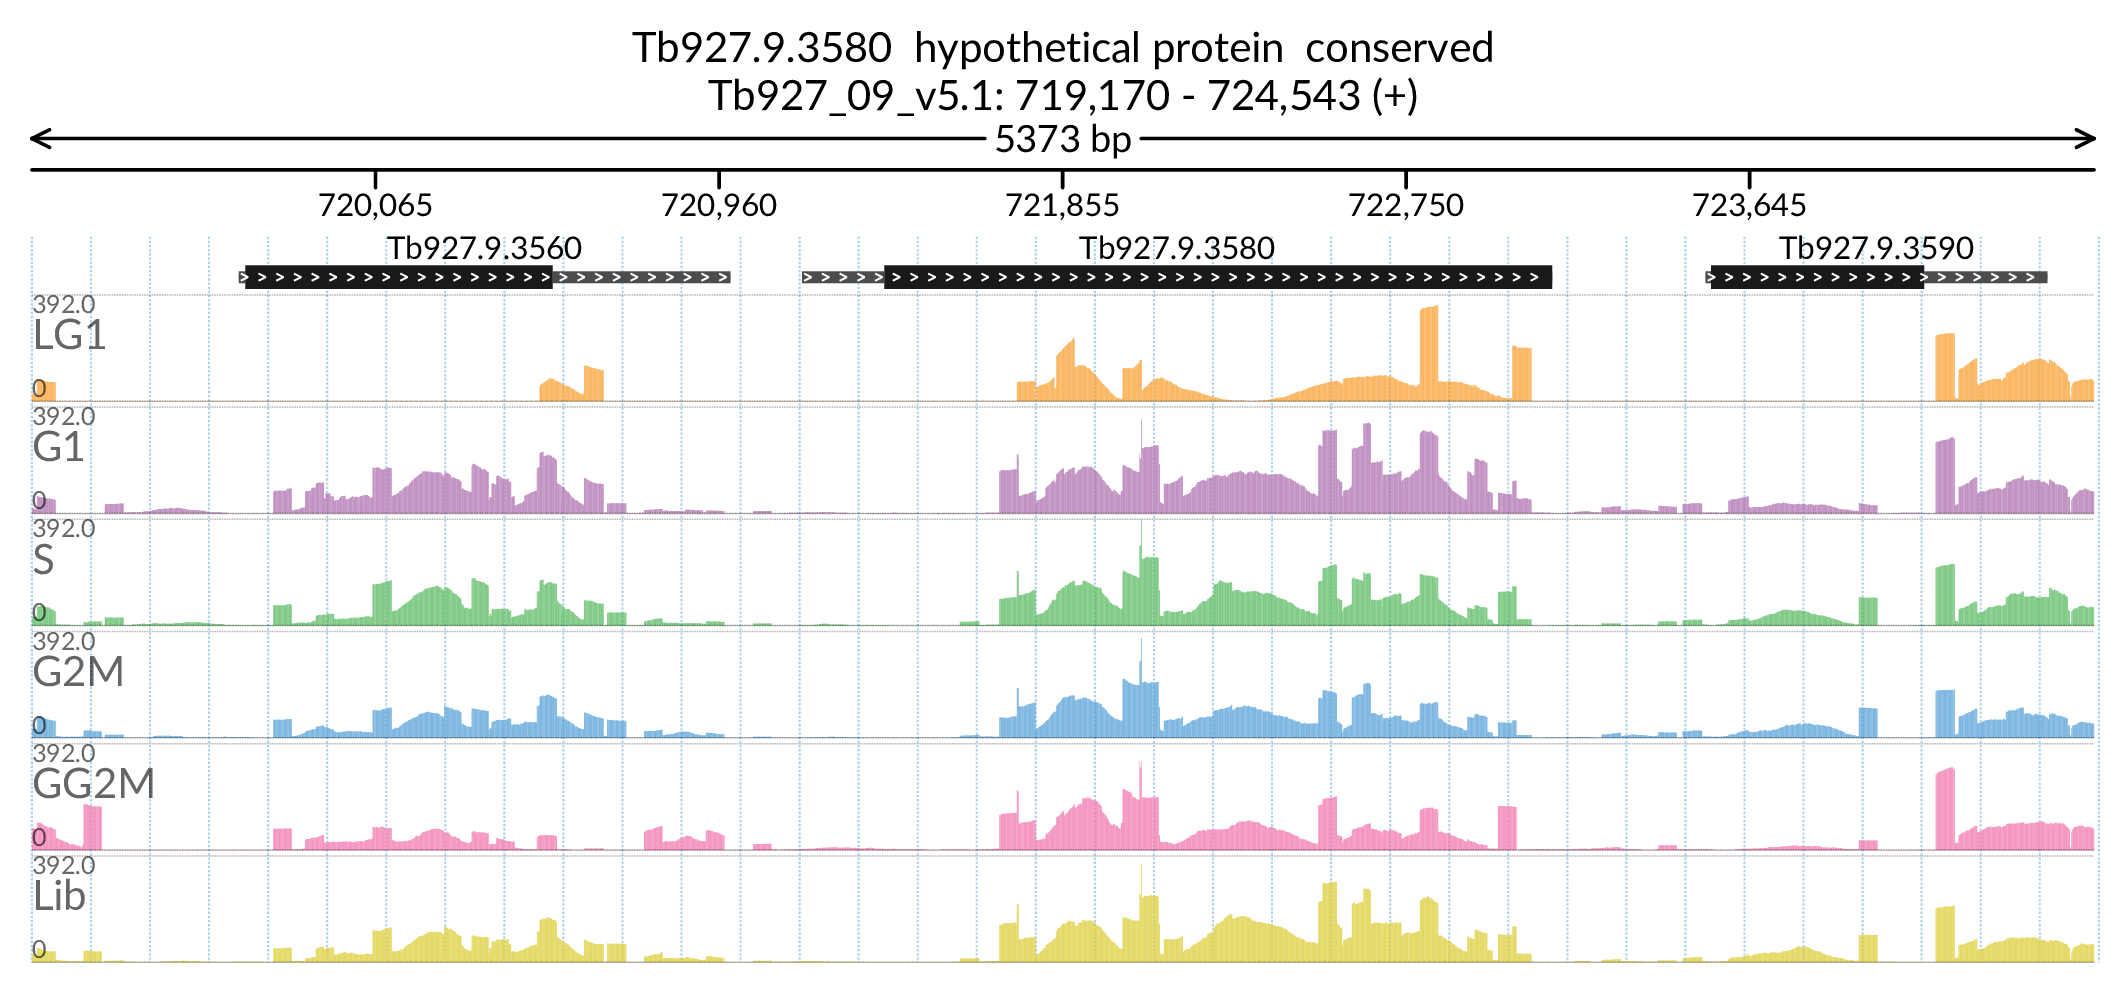 Tb927.9.3580 hypothetical protein conserved
Tb927_09_v5.1: 719,170 - 724,543 (+)
5373 bp
720,065 720,960 721,855 722,750 723,645
Tb927.9.3560 Tb927.9.3580 Tb927.9.3590
392.0
LG1
0
392.0
G1
0
392.0
S
0
392.0
G2M
0
392.0
GG2M
0
392.0
Lib
0